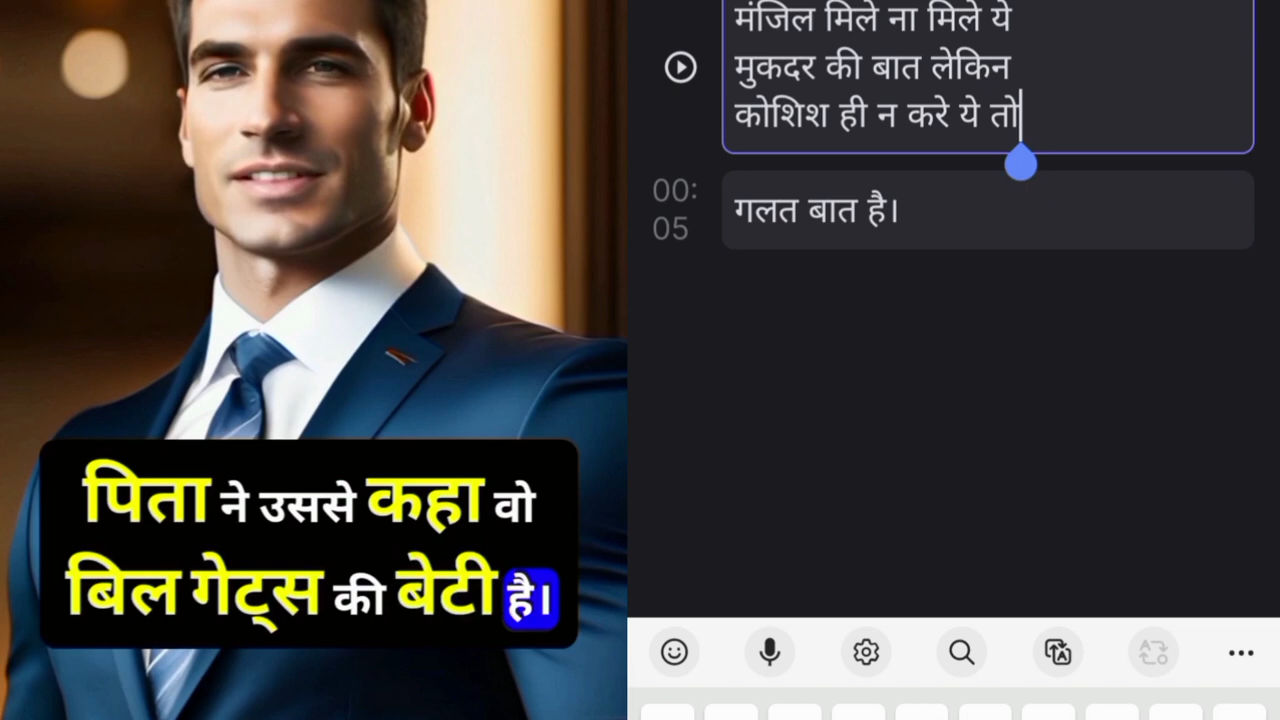 पिता ने उससे कहा वो
बिल गेट्स की बेटी है।
मंजिल मिले ना मिले ये
मुकदर की बात लेकिन
कोशिश ही न करे ये तो
00:
05
गलत बात है।